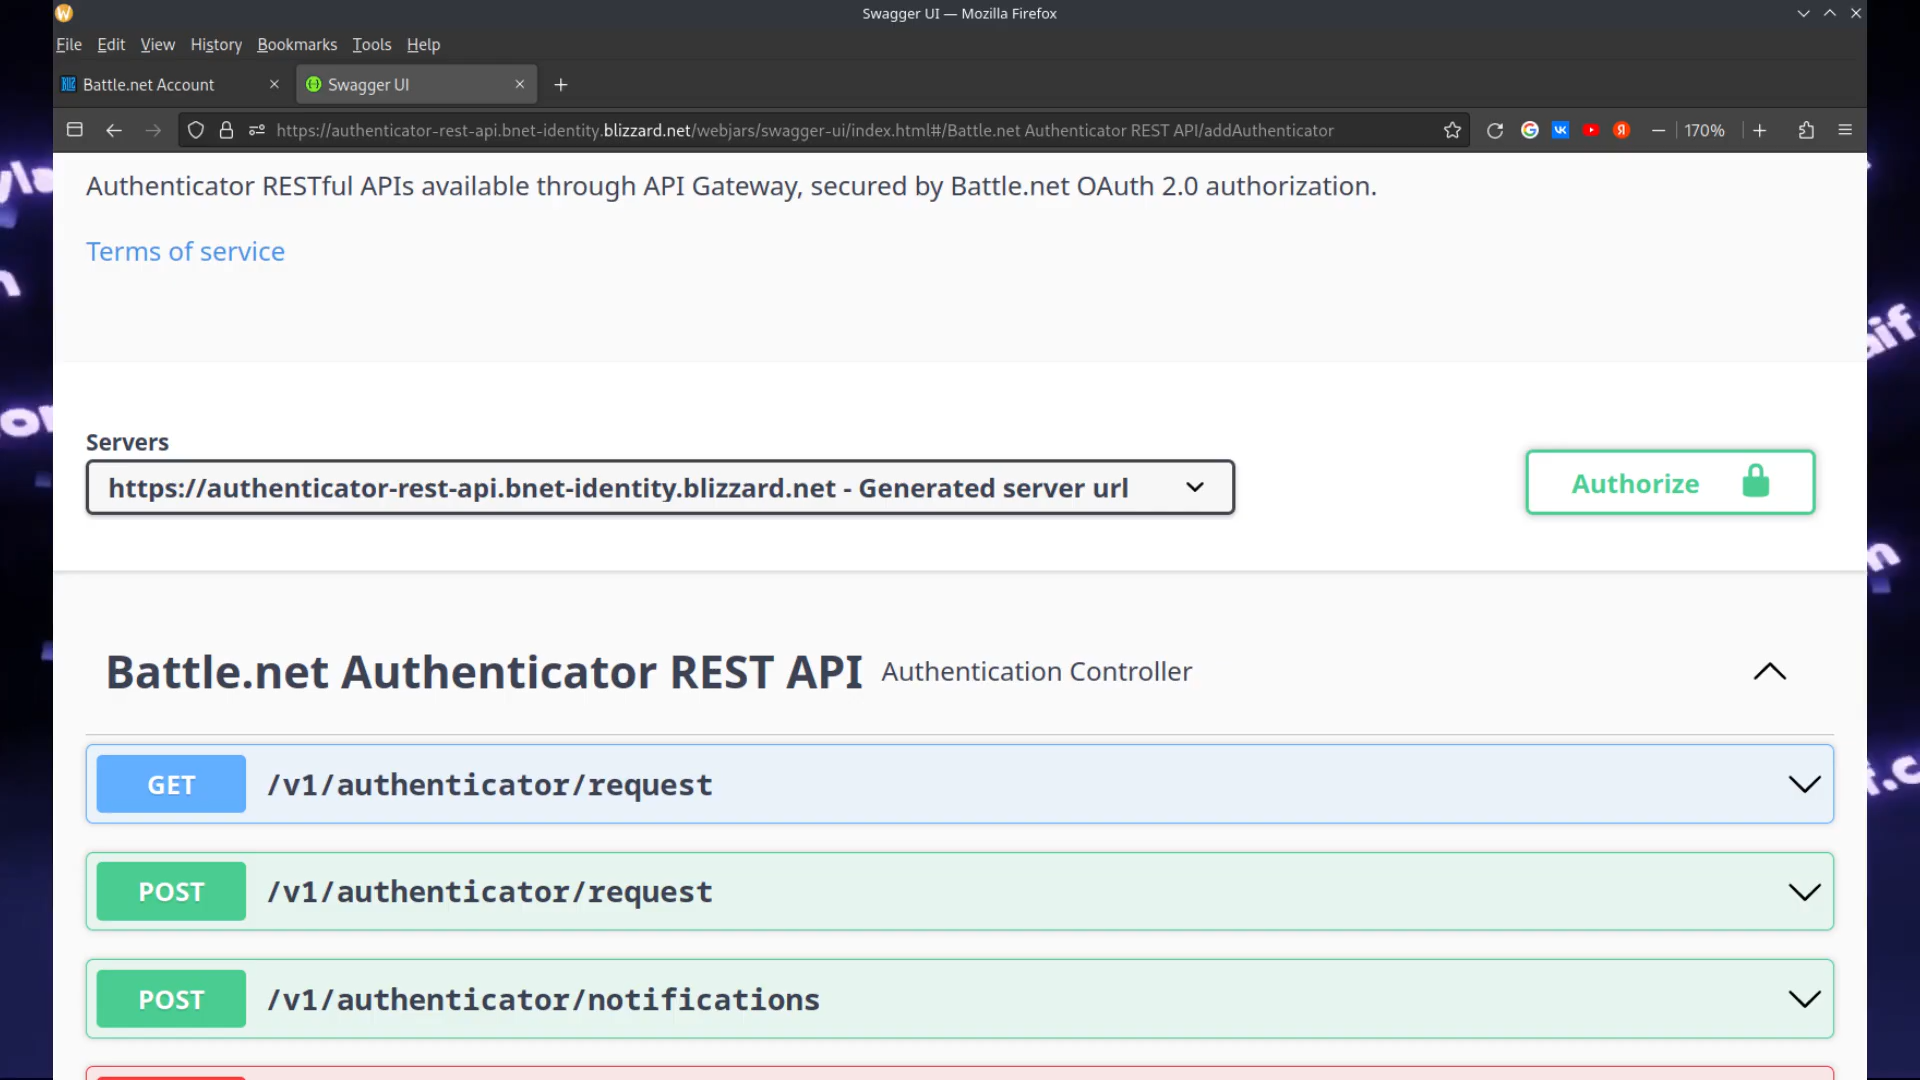 Swagger UI — Mozilla Firefox
File Edit View History Bookmarks Tools Help
Battle.net Account
Swagger UI
https://authenticator-rest-api.bnet-identity.blizzard.net/webjars/swagger-ui/index.html#/Battle.net Authenticator REST API/addAuthenticator
170%
Authenticator RESTful APIs available through API Gateway, secured by Battle.net OAuth 2.0 authorization.
Terms of service
Servers
https://authenticator-rest-api.bnet-identity.blizzard.net - Generated server url
Authorize
Battle.net Authenticator REST API Authentication Controller
GET /v1/authenticator/request
POST /v1/authenticator/request
POST /v1/authenticator/notifications